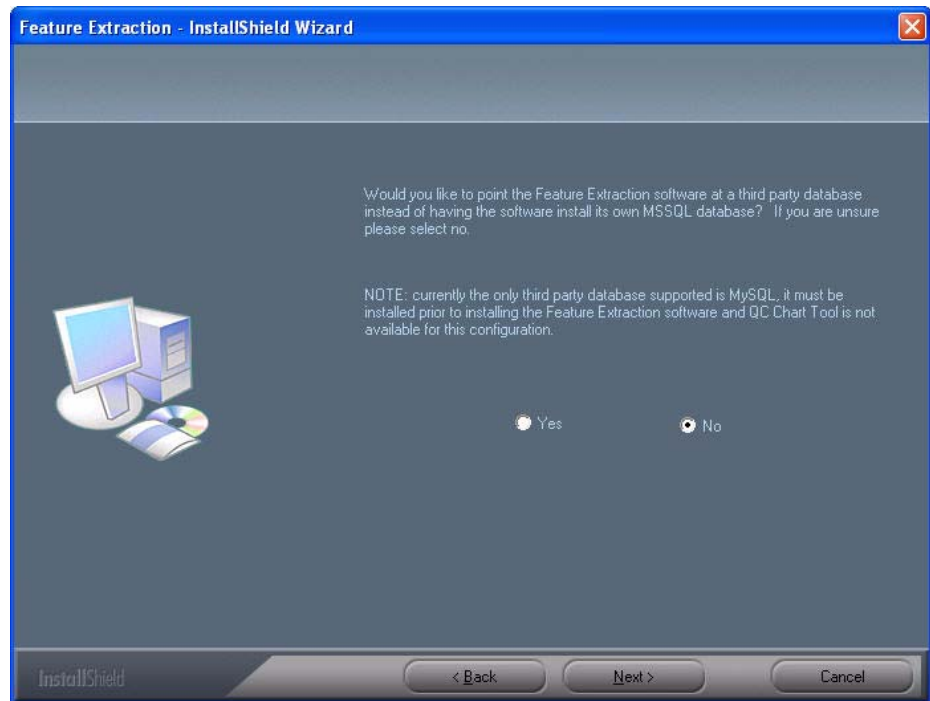 Feature Extraction - InstallShield Wizard
Would you like to point the Feature Extraction software at a third party database
instead of having the software install its own MSSQL database?  If you are unsure
please select no.
NOTE: currently the only third party database supported is MySQL, it must be
installed prior to installing the Feature Extraction software and QC Chart Tool is not
available for this configuration.
Yes
No
InstallShield
< Back
Next >
Cancel